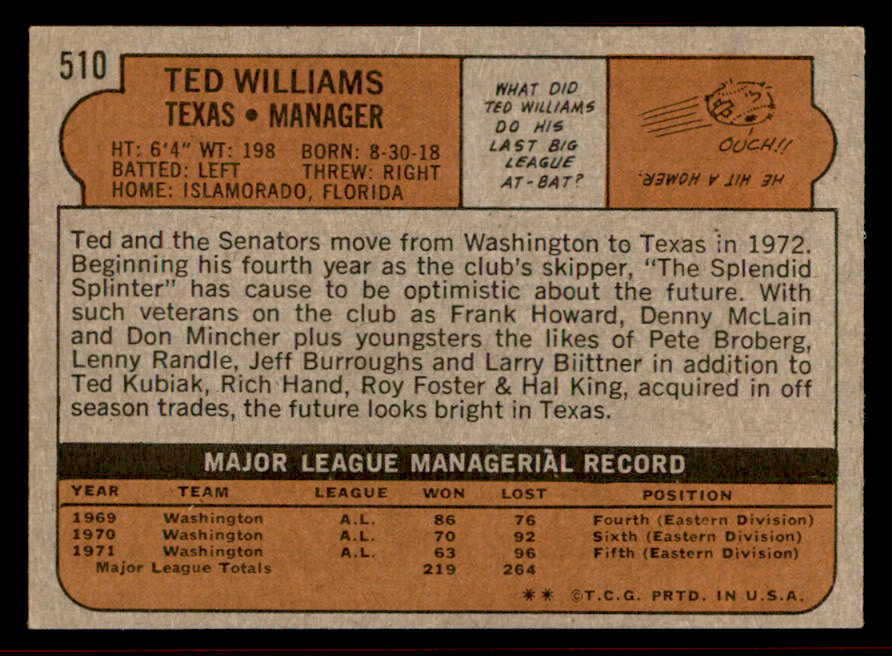 510
TED WILLIAMS
TEXAS • MANAGER
HT: 6'4" WT: 198 BORN: 8-30-18
BATTED: LEFT THREW: RIGHT
HOME: ISLAMORADO, FLORIDA
WHAT DID
TED WILLIAMS
DO HIS
LAST BIG
LEAGUE
AT-BAT?
OUCH!!
HE HIT A HOMER.
Ted and the Senators move from Washington to Texas in 1972.
Beginning his fourth year as the club's skipper, "The Splendid
Splinter" has cause to be optimistic about the future. With
such veterans on the club as Frank Howard, Denny McLain
and Don Mincher plus youngsters the likes of Pete Broberg,
Lenny Randle, Jeff Burroughs and Larry Biittner in addition to
Ted Kubiak, Rich Hand, Roy Foster & Hal King, acquired in off
season trades, the future looks bright in Texas.
MAJOR LEAGUE MANAGERIAL RECORD
YEAR TEAM LEAGUE WON LOST POSITION
1969 Washington A.L. 86 76 Fourth (Eastern Division)
1970 Washington A.L. 70 92 Sixth (Eastern Division)
1971 Washington A.L. 63 96 Fifth (Eastern Division)
Major League Totals 219 264
** ©T.C.G. PRTD. IN U.S.A.